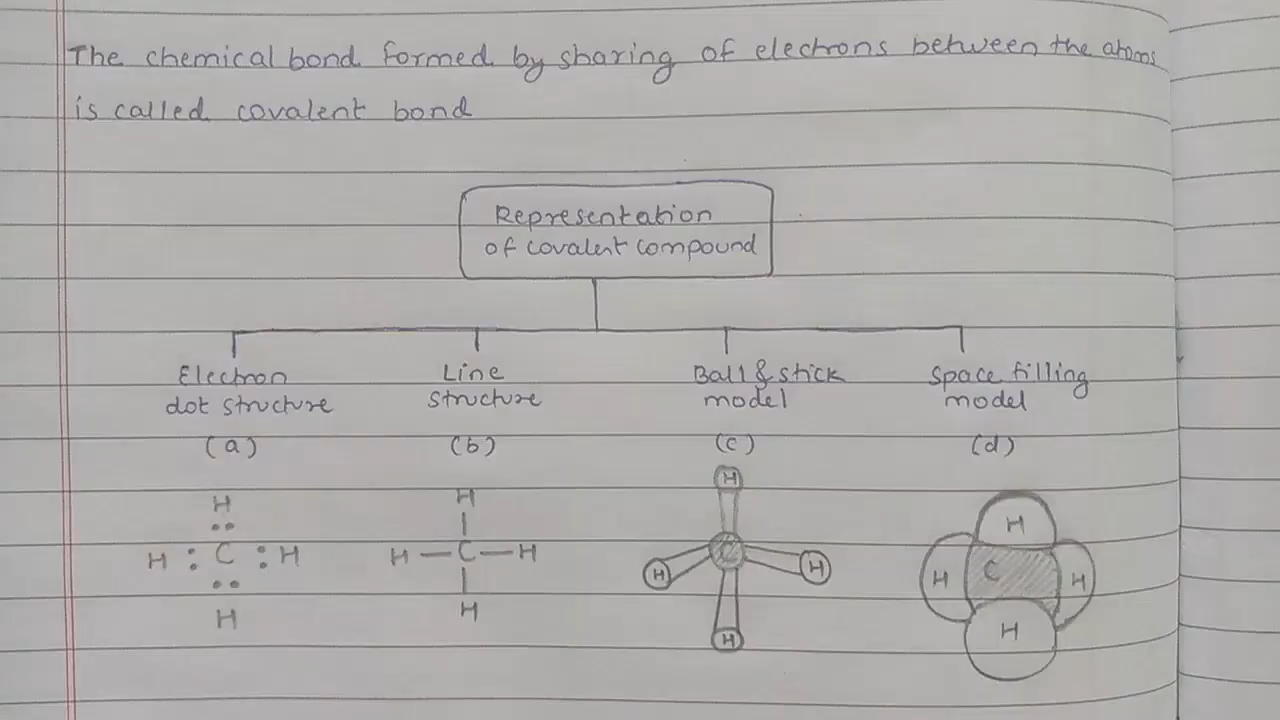 The chemical bond formed by sharing of electrons between the atoms
is called covalent bond
Representation
of covalent compound
Electron
dot structure
(a)
Line
structure
(b)
Ball & stick
model
(c)
Space filling
model
(d)
H
H : C : H
H
H
H — C — H
H
H
C
H H
H
H
H C H
H